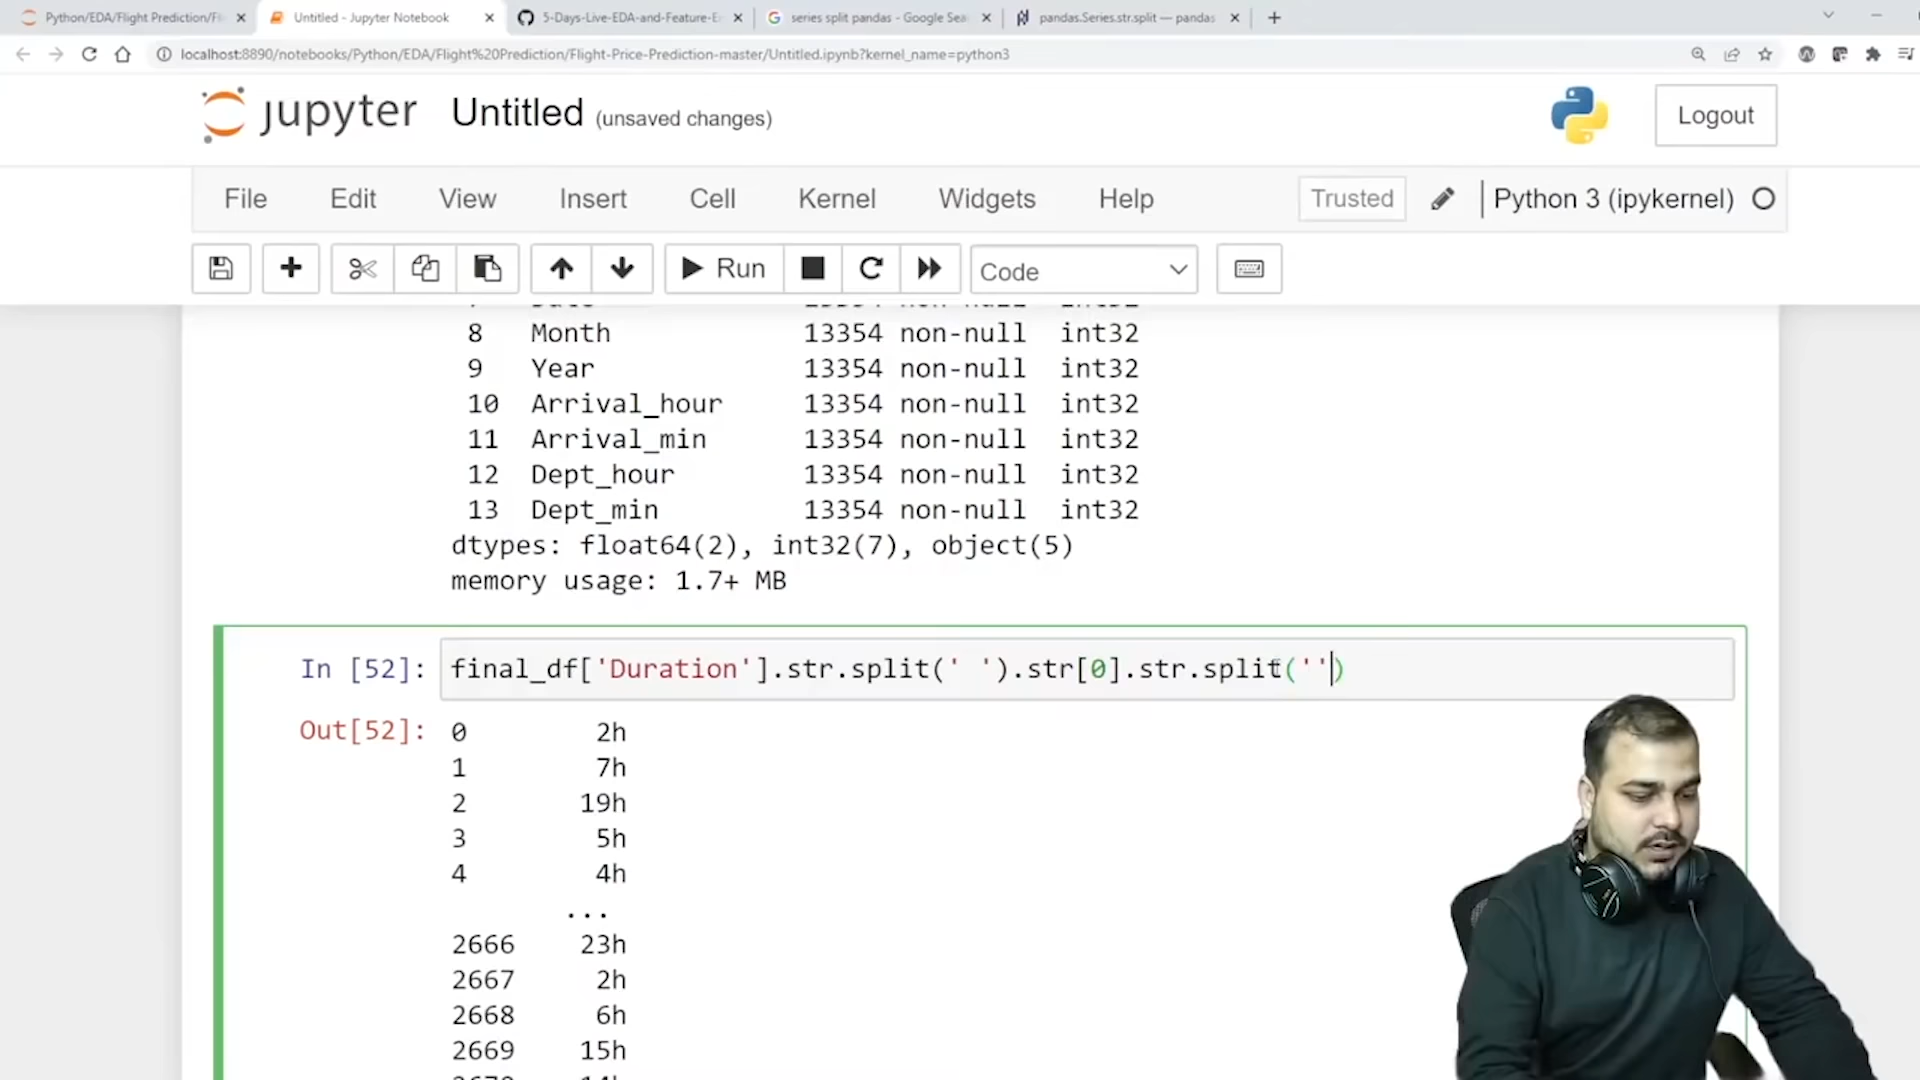 Python/EDA/Flight Prediction/Fl
Untitled - Jupyter Notebook
5-Days-Live-EDA-and-Feature-E
series split pandas - Google Sea
pandas.Series.str.split — pandas
localhost:8890/notebooks/Python/EDA/Flight%20Prediction/Flight-Price-Prediction-master/Untitled.ipynb?kernel_name=python3
jupyter Untitled (unsaved changes)
Logout
File Edit View Insert Cell Kernel Widgets Help
Trusted
Python 3 (ipykernel)
Run
Code
8 Month 13354 non-null int32
9 Year 13354 non-null int32
10 Arrival_hour 13354 non-null int32
11 Arrival_min 13354 non-null int32
12 Dept_hour 13354 non-null int32
13 Dept_min 13354 non-null int32
dtypes: float64(2), int32(7), object(5)
memory usage: 1.7+ MB
In [52]: final_df['Duration'].str.split(' ').str[0].str.split('')
Out[52]: 0 2h
1 7h
2 19h
3 5h
4 4h
...
2666 23h
2667 2h
2668 6h
2669 15h